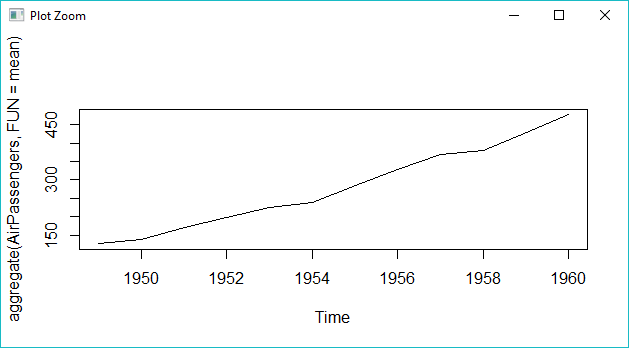 Plot Zoom
aggregate(AirPassengers, FUN = mean)
450
300
150
1950 1952 1954 1956 1958 1960
Time